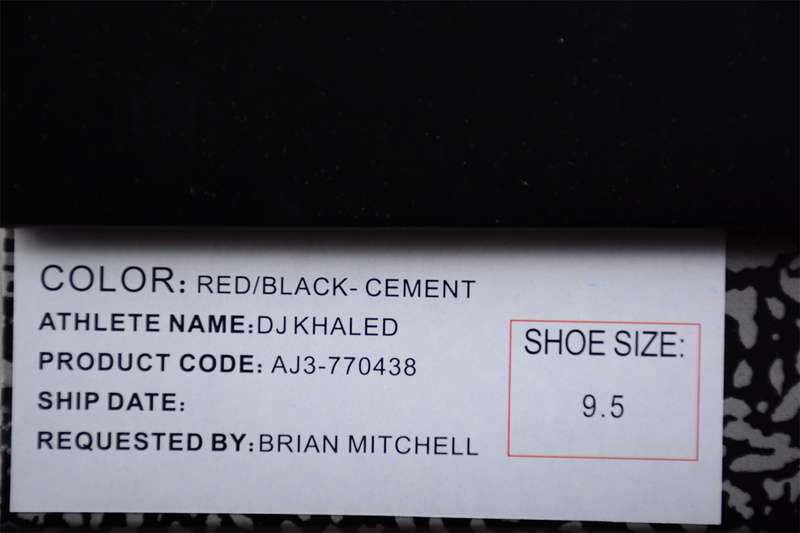 COLOR: RED/BLACK- CEMENT
ATHLETE NAME:DJ KHALED
PRODUCT CODE: AJ3-770438
SHIP DATE:
REQUESTED BY:BRIAN MITCHELL
SHOE SIZE:
9.5